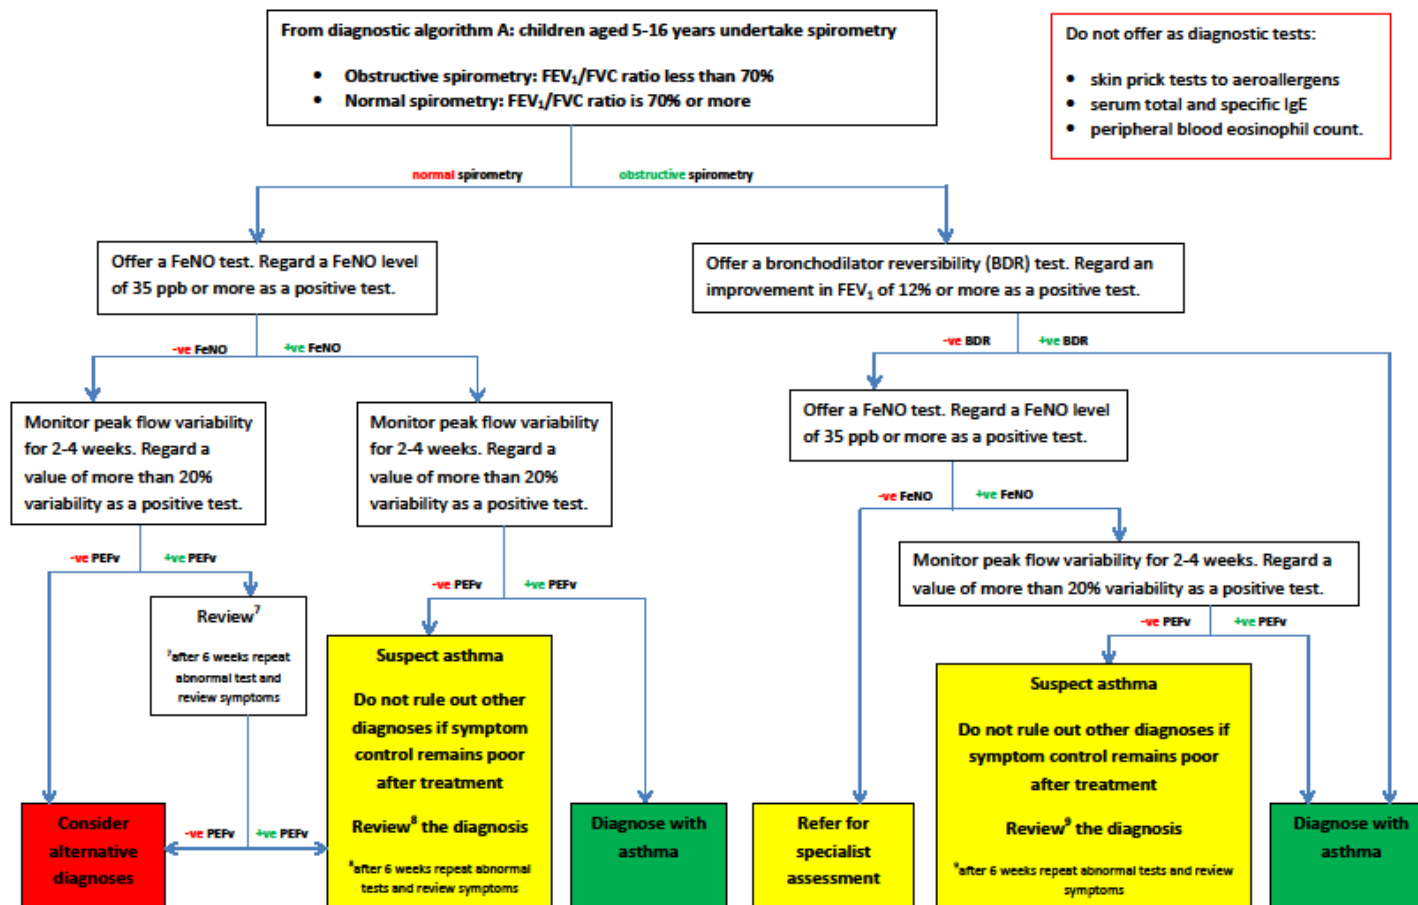 From diagnostic algorithm A: children aged 5-16 years undertake spirometry
• Obstructive spirometry: FEV₁/FVC ratio less than 70%
• Normal spirometry: FEV₁/FVC ratio is 70% or more
Do not offer as diagnostic tests:
• skin prick tests to aeroallergens
• serum total and specific IgE
• peripheral blood eosinophil count.
normal spirometry
obstructive spirometry
Offer a FeNO test. Regard a FeNO level
of 35 ppb or more as a positive test.
Offer a bronchodilator reversibility (BDR) test. Regard an
improvement in FEV₁ of 12% or more as a positive test.
-ve FeNO
+ve FeNO
-ve BDR
+ve BDR
Monitor peak flow variability
for 2-4 weeks. Regard a
value of more than 20%
variability as a positive test.
Monitor peak flow variability
for 2-4 weeks. Regard a
value of more than 20%
variability as a positive test.
Offer a FeNO test. Regard a FeNO level
of 35 ppb or more as a positive test.
-ve FeNO
+ve FeNO
-ve PEFv
+ve PEFv
-ve PEFv
+ve PEFv
Monitor peak flow variability for 2-4 weeks. Regard a
value of more than 20% variability as a positive test.
-ve PEFv
+ve PEFv
Review⁷
⁷after 6 weeks repeat
abnormal test and
review symptoms
Suspect asthma
Do not rule out other
diagnoses if symptom
control remains poor
after treatment
Review⁸ the diagnosis
⁸after 6 weeks repeat abnormal
tests and review symptoms
Suspect asthma
Do not rule out other diagnoses if
symptom control remains poor
after treatment
Review⁹ the diagnosis
⁹after 6 weeks repeat abnormal tests and review
symptoms
Consider
alternative
diagnoses
-ve PEFv
+ve PEFv
Diagnose with
asthma
Refer for
specialist
assessment
Diagnose with
asthma